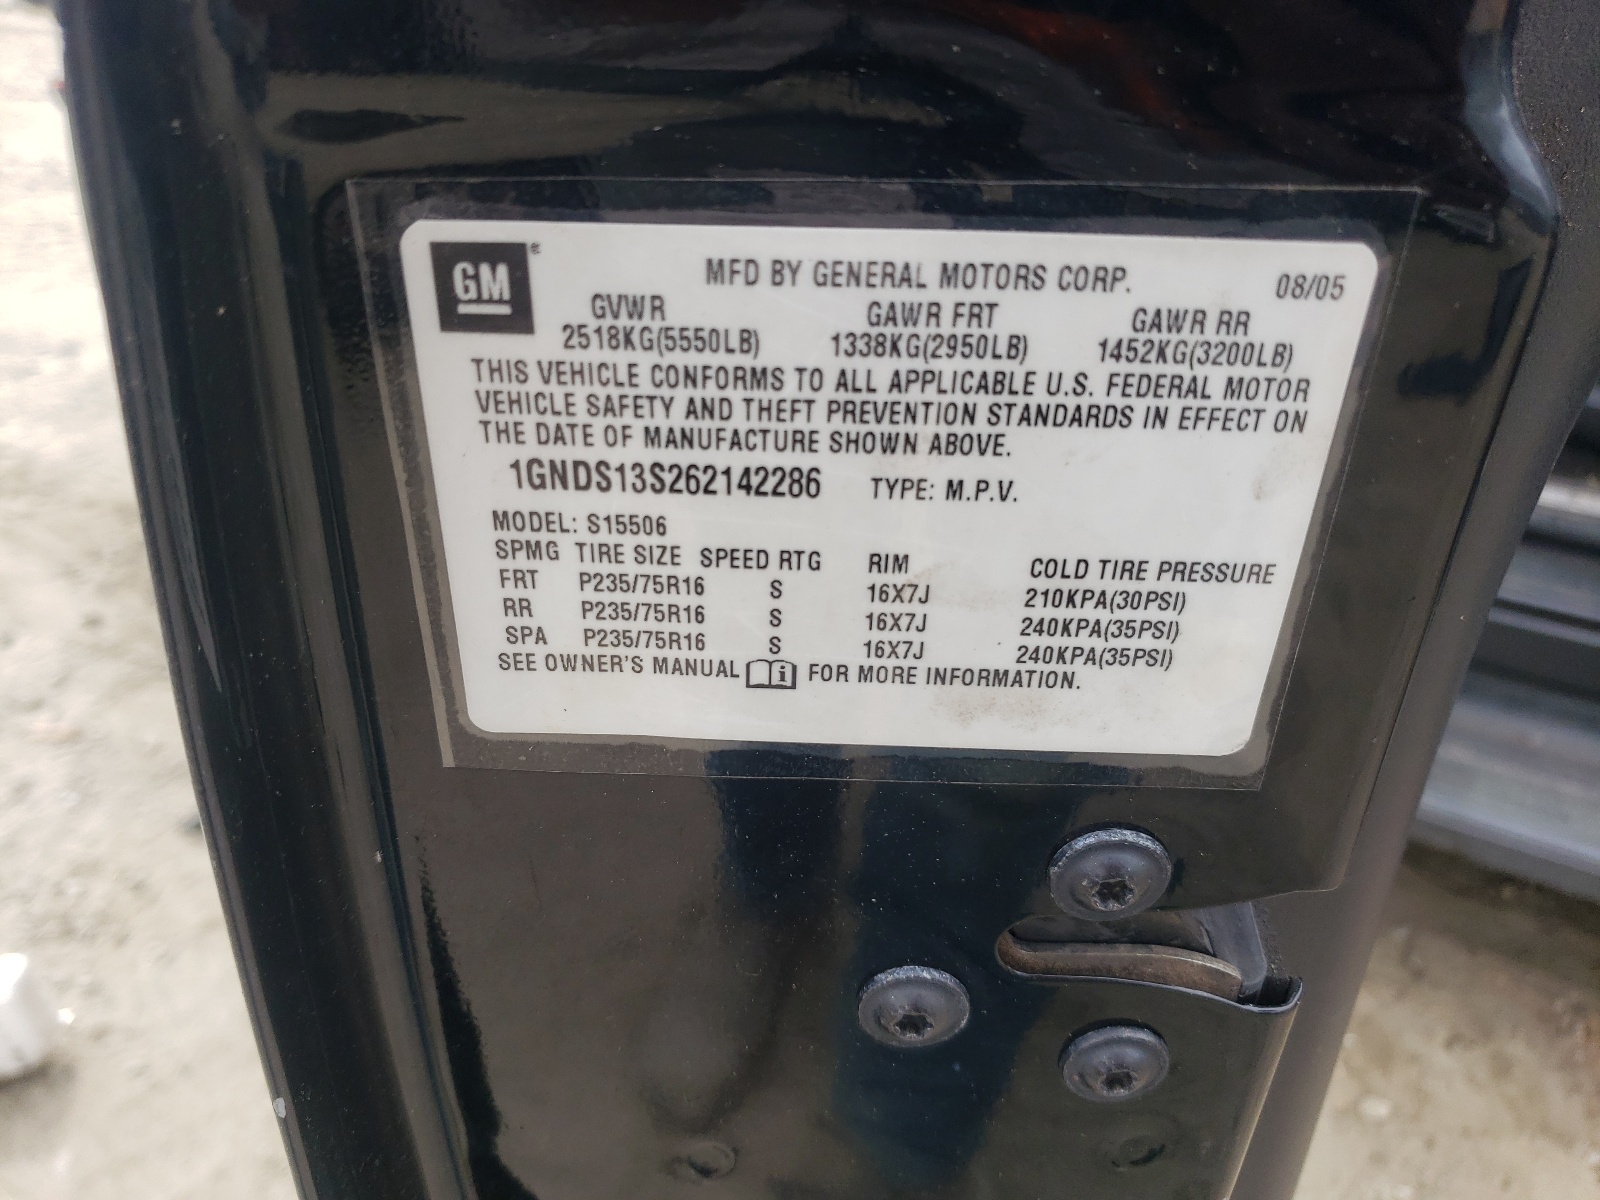 GM®
MFD BY GENERAL MOTORS CORP. 08/05
GVWR GAWR FRT GAWR RR
2518KG(5550LB) 1338KG(2950LB) 1452KG(3200LB)
THIS VEHICLE CONFORMS TO ALL APPLICABLE U.S. FEDERAL MOTOR
VEHICLE SAFETY AND THEFT PREVENTION STANDARDS IN EFFECT ON
THE DATE OF MANUFACTURE SHOWN ABOVE.
1GNDS13S262142286 TYPE: M.P.V.
MODEL: S15506
SPMG TIRE SIZE SPEED RTG RIM COLD TIRE PRESSURE
FRT P235/75R16 S 16X7J 210KPA(30PSI)
RR P235/75R16 S 16X7J 240KPA(35PSI)
SPA P235/75R16 S 16X7J 240KPA(35PSI)
SEE OWNER'S MANUAL i FOR MORE INFORMATION.